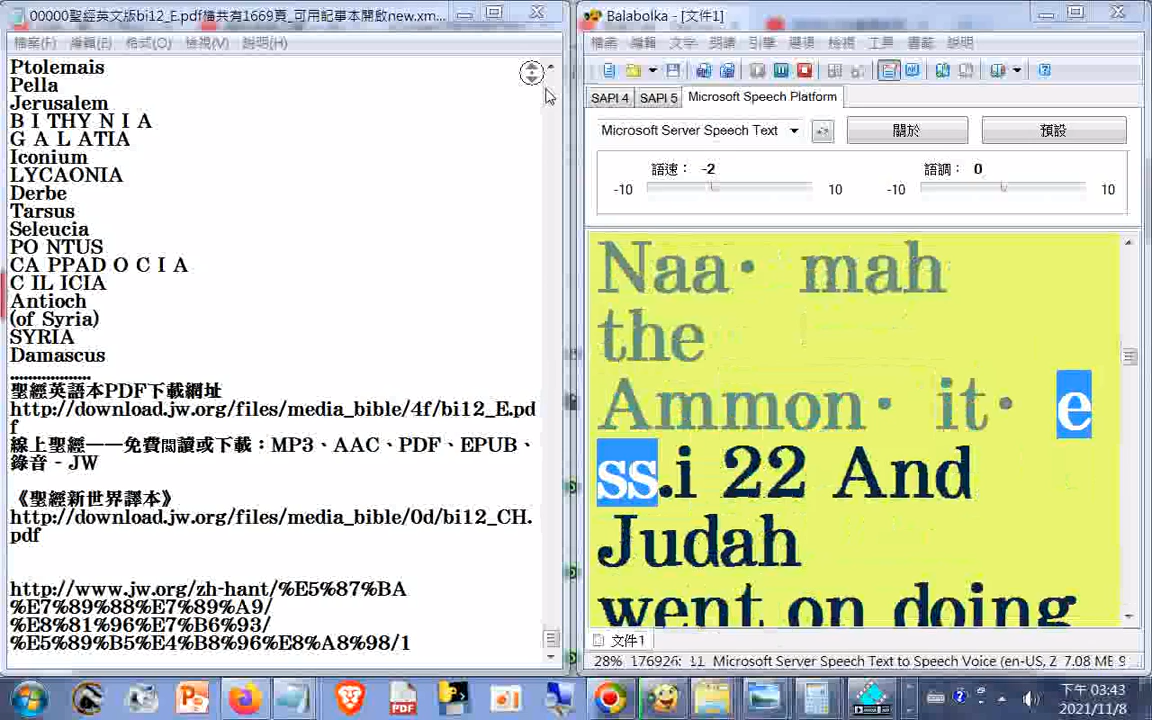 00000聖經英文版bi12_E.pdf檔共有1669頁_可用記事本開啟new.xm...
檔案(F) 編輯(E) 格式(O) 檢視(V) 說明(H)
Ptolemais
Pella
Jerusalem
B I THY N I A
G A L ATIA
Iconium
LYCAONIA
Derbe
Tarsus
Seleucia
PO NTUS
CA PPAD O C I A
C IL ICIA
Antioch
(of Syria)
SYRIA
Damascus
..................
聖經英語本PDF下載網址
http://download.jw.org/files/media_bible/4f/bi12_E.pd
f
線上聖經——免費閱讀或下載：MP3、AAC、PDF、EPUB、
錄音 - JW
《聖經新世界譯本》
http://download.jw.org/files/media_bible/0d/bi12_CH.
pdf
http://www.jw.org/zh-hant/%E5%87%BA
%E7%89%88%E7%89%A9/
%E8%81%96%E7%B6%93/
%E5%89%B5%E4%B8%96%E8%A8%98/1
Balabolka - [文件1]
檔案 編輯 文字 朗讀 引擎 選項 檢視 工具 書籤 說明
SAPI 4 SAPI 5 Microsoft Speech Platform
Microsoft Server Speech Text 關於 預設
語速： -2 語調： 0
-10 10 -10 10
Naa· mah
the
Ammon· it· e
ss.i 22 And
Judah
went on doing
文件1
28% 176926: 11 Microsoft Server Speech Text to Speech Voice (en-US, Z 7.08 MB 9
PDF
下午 03:43
2021/11/8